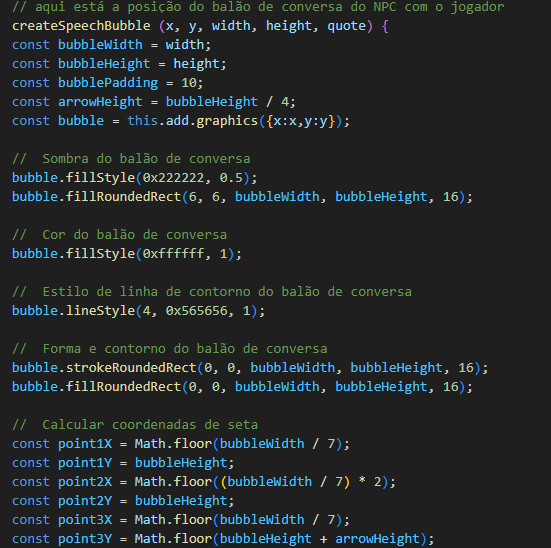 // aqui está a posição do balão de conversa do NPC com o jogador
createSpeechBubble (x, y, width, height, quote) {
const bubbleWidth = width;
const bubbleHeight = height;
const bubblePadding = 10;
const arrowHeight = bubbleHeight / 4;
const bubble = this.add.graphics({x:x,y:y});
//  Sombra do balão de conversa
bubble.fillStyle(0x222222, 0.5);
bubble.fillRoundedRect(6, 6, bubbleWidth, bubbleHeight, 16);
//  Cor do balão de conversa
bubble.fillStyle(0xffffff, 1);
//  Estilo de linha de contorno do balão de conversa
bubble.lineStyle(4, 0x565656, 1);
//  Forma e contorno do balão de conversa
bubble.strokeRoundedRect(0, 0, bubbleWidth, bubbleHeight, 16);
bubble.fillRoundedRect(0, 0, bubbleWidth, bubbleHeight, 16);
//  Calcular coordenadas de seta
const point1X = Math.floor(bubbleWidth / 7);
const point1Y = bubbleHeight;
const point2X = Math.floor((bubbleWidth / 7) * 2);
const point2Y = bubbleHeight;
const point3X = Math.floor(bubbleWidth / 7);
const point3Y = Math.floor(bubbleHeight + arrowHeight);